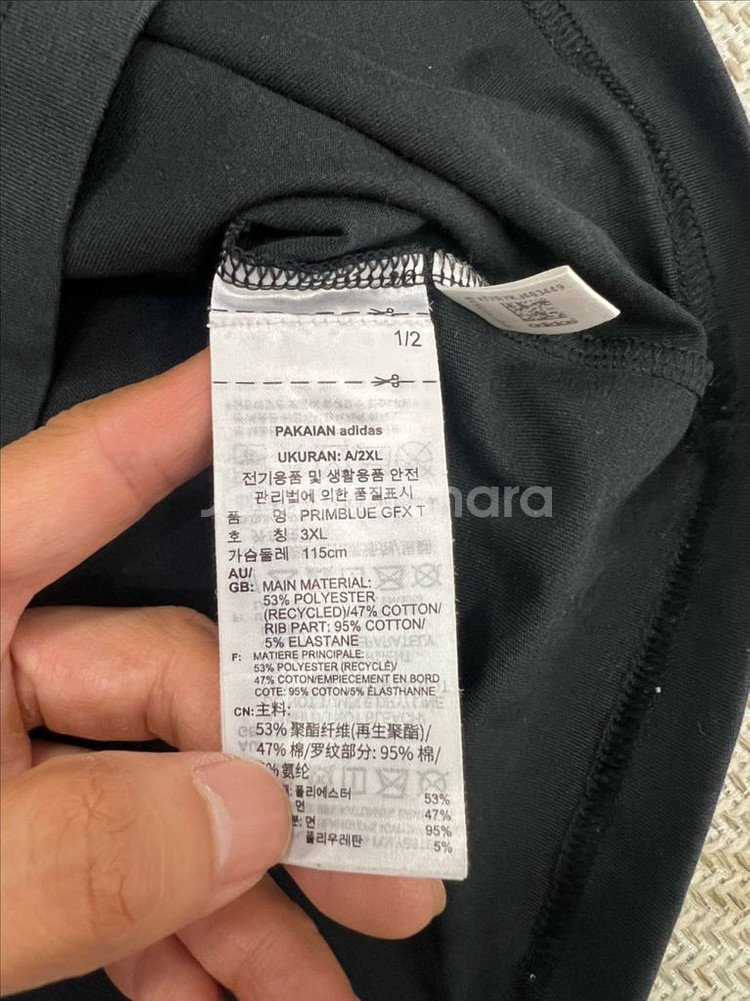 1/2
PAKAIAN adidas
UKURAN: A/2XL
전기용품 및 생활용품 안전
관리법에 의한 품질표시
품 명 PRIMBLUE GFX T
호 칭 3XL
가슴둘레 115cm
AU/
GB: MAIN MATERIAL:
53% POLYESTER
(RECYCLED)/47% COTTON/
RIB PART: 95% COTTON/
5% ELASTANE
F: MATIERE PRINCIPALE:
53% POLYESTER (RECYCLÉ)/
47% COTON/EMPIECEMENT EN BORD
COTE: 95% COTON/5% ÉLASTHANNE
CN: 主料:
53% 聚酯纤维(再生聚酯)/
47% 棉/罗纹部分: 95% 棉/
氨纶
폴리에스터 53%
면 47%
면 95%
폴리우레탄 5%
adidas